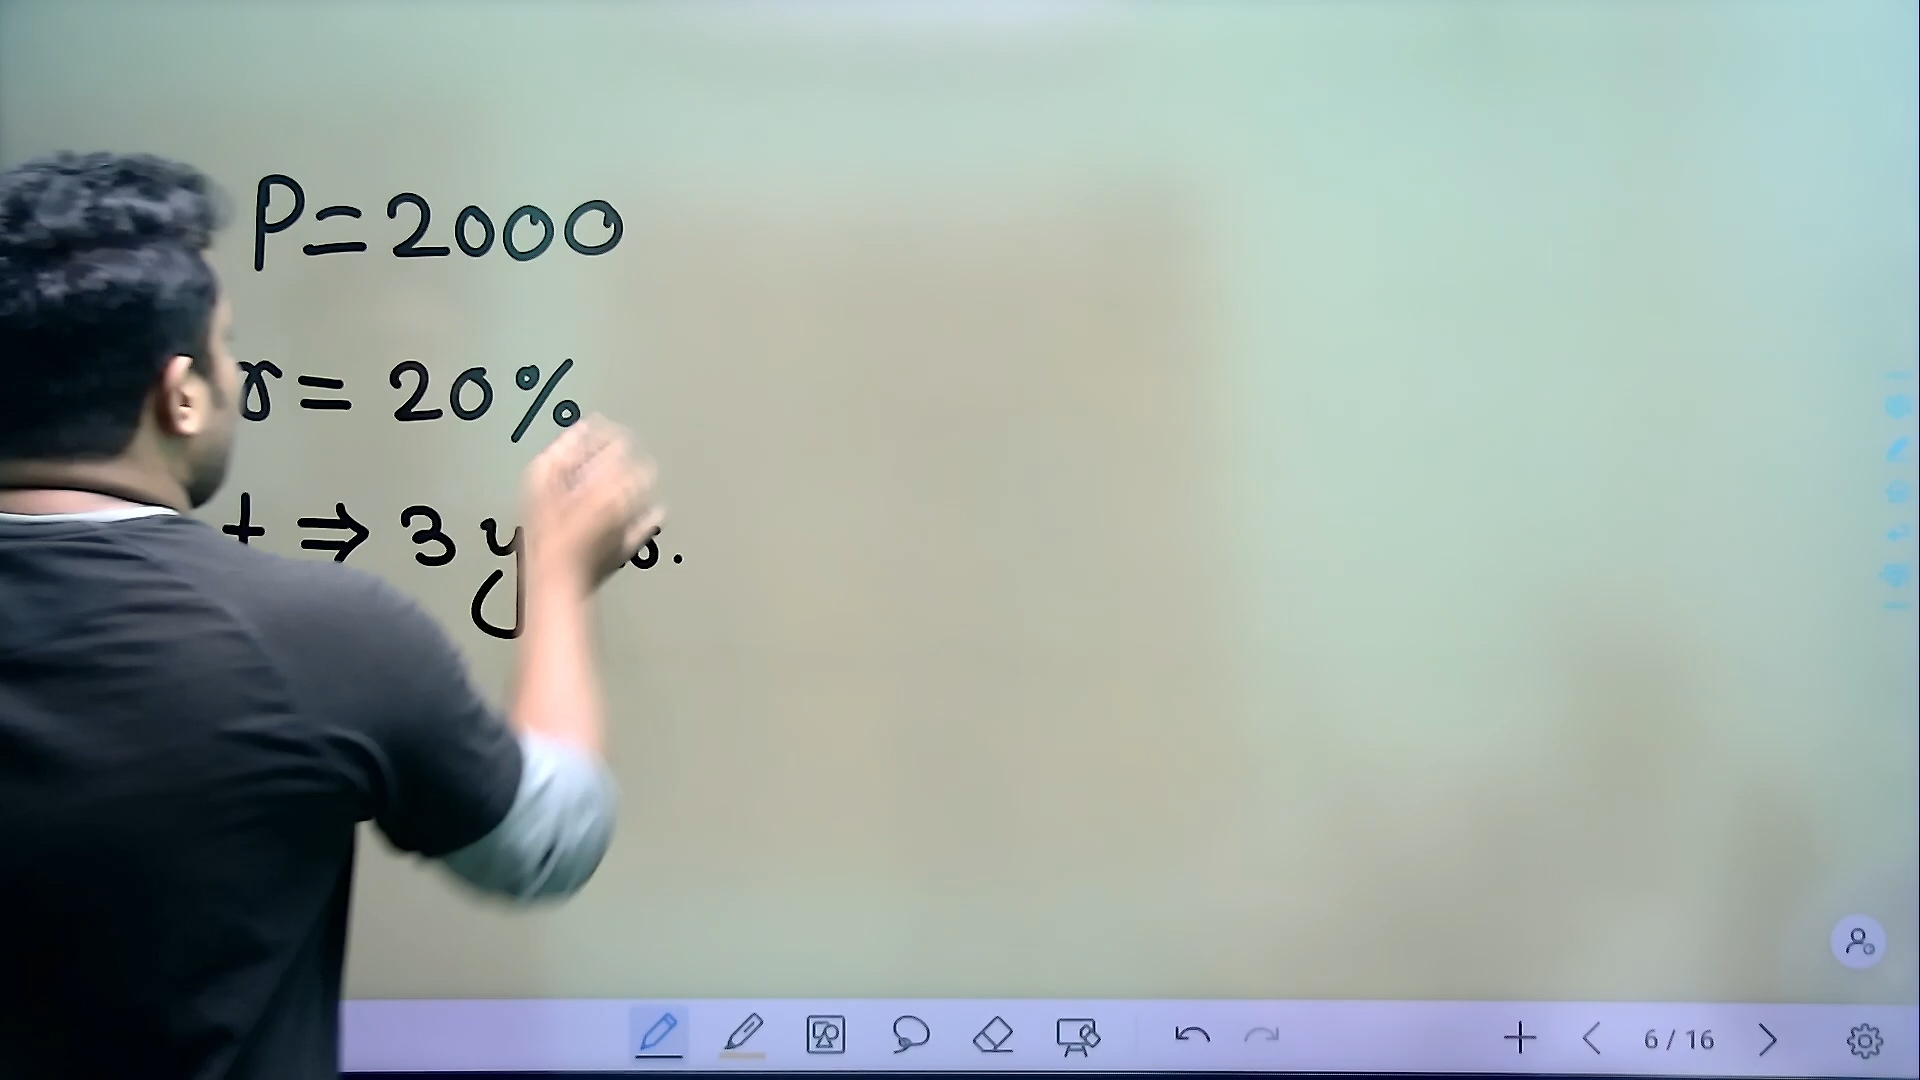 P=2000
r = 20%
t ⇒ 3
6 / 16